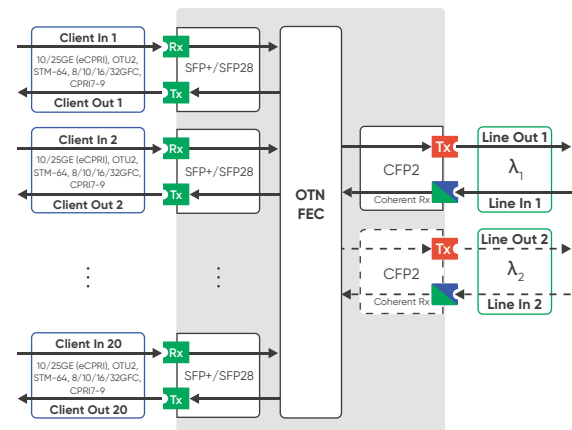 Client In 1
10/25GE (eCPRI), OTU2,
STM-64, 8/10/16/32GFC,
CPRI7-9
Client Out 1
Rx
Tx
SFP+/SFP28
Client In 2
10/25GE (eCPRI), OTU2,
STM-64, 8/10/16/32GFC,
CPRI7-9
Client Out 2
Rx
Tx
SFP+/SFP28
Client In 20
10/25GE (eCPRI), OTU2,
STM-64, 8/10/16/32GFC,
CPRI7-9
Client Out 20
Rx
Tx
SFP+/SFP28
OTN
FEC
CFP2
Coherent Rx
Tx
Line Out 1
λ1
Line In 1
CFP2
Coherent Rx
Tx
Line Out 2
λ2
Line In 2